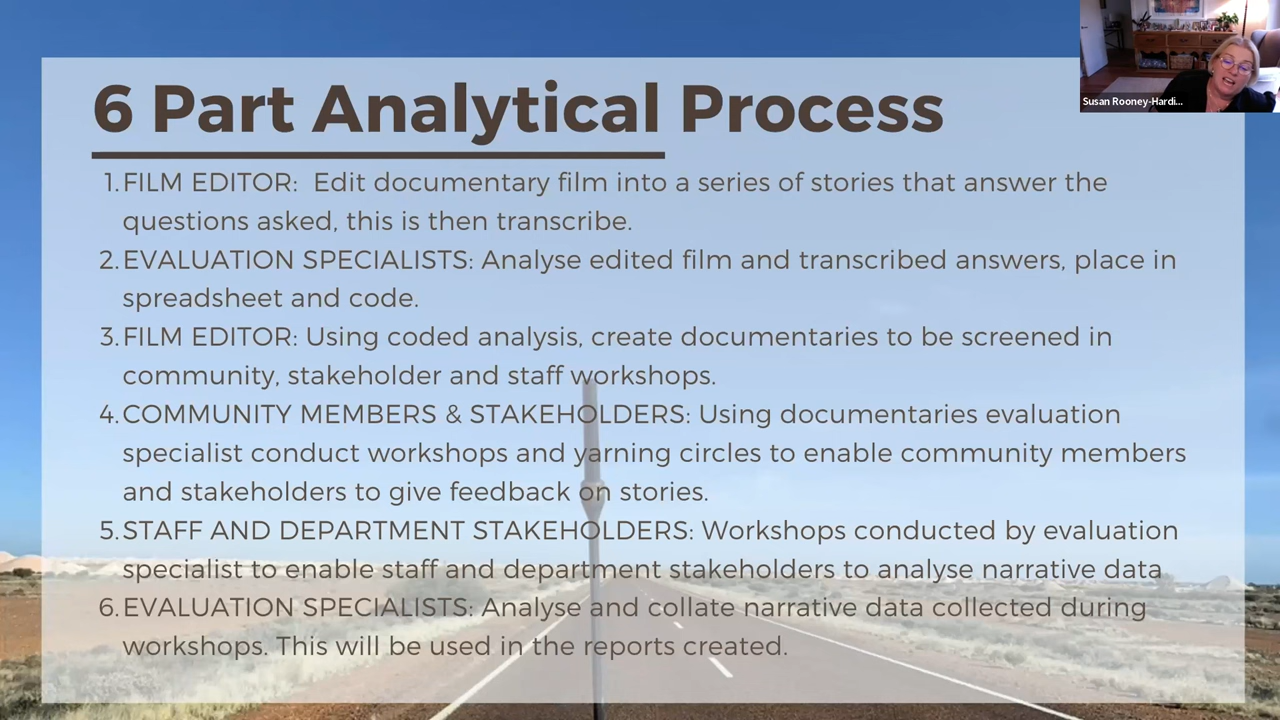 6 Part Analytical Process
1. FILM EDITOR: Edit documentary film into a series of stories that answer the
questions asked, this is then transcribe.
2. EVALUATION SPECIALISTS: Analyse edited film and transcribed answers, place in
spreadsheet and code.
3. FILM EDITOR: Using coded analysis, create documentaries to be screened in
community, stakeholder and staff workshops.
4. COMMUNITY MEMBERS & STAKEHOLDERS: Using documentaries evaluation
specialist conduct workshops and yarning circles to enable community members
and stakeholders to give feedback on stories.
5. STAFF AND DEPARTMENT STAKEHOLDERS: Workshops conducted by evaluation
specialist to enable staff and department stakeholders to analyse narrative data
6. EVALUATION SPECIALISTS: Analyse and collate narrative data collected during
workshops. This will be used in the reports created.
Susan Rooney-Hardi...